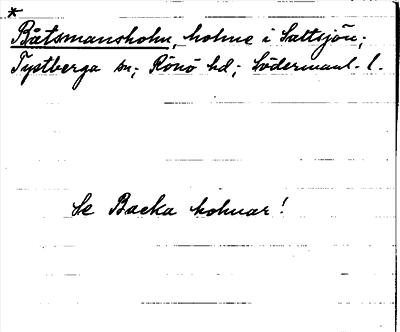 *
Båtsmansholm, holme i Saltsjön;
Tystberga sn; Rönö hd; Södermanl. l.
Se Backa holmar!